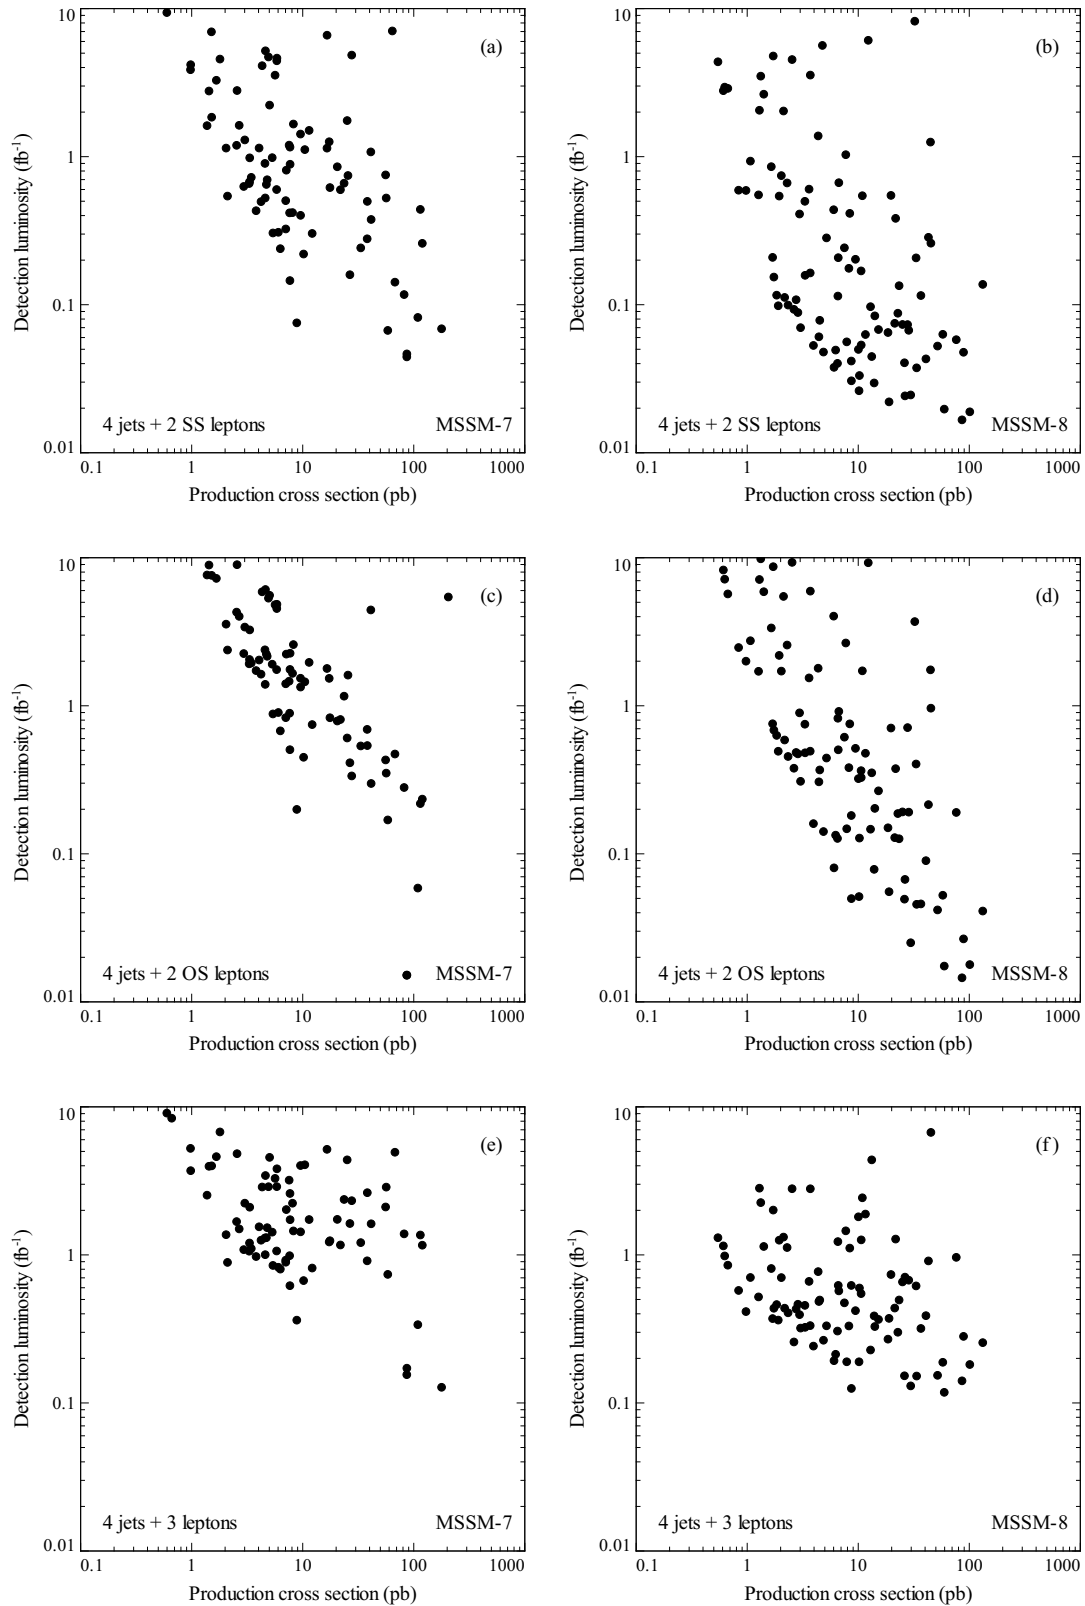 10
(a)
1
Detection luminosity (fb-1)
0.1
4 jets + 2 SS leptons MSSM-7
0.01
0.1 1 10 100 1000
Production cross section (pb)
10
(b)
1
Detection luminosity (fb-1)
0.1
4 jets + 2 SS leptons MSSM-8
0.01
0.1 1 10 100 1000
Production cross section (pb)
10
(c)
1
Detection luminosity (fb-1)
0.1
4 jets + 2 OS leptons MSSM-7
0.01
0.1 1 10 100 1000
Production cross section (pb)
10
(d)
1
Detection luminosity (fb-1)
0.1
4 jets + 2 OS leptons MSSM-8
0.01
0.1 1 10 100 1000
Production cross section (pb)
10
(e)
1
Detection luminosity (fb-1)
0.1
4 jets + 3 leptons MSSM-7
0.01
0.1 1 10 100 1000
Production cross section (pb)
10
(f)
1
Detection luminosity (fb-1)
0.1
4 jets + 3 leptons MSSM-8
0.01
0.1 1 10 100 1000
Production cross section (pb)